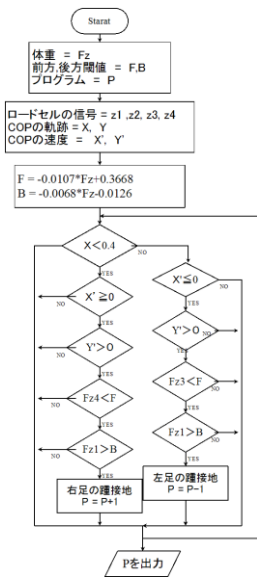 Starat
体重 = Fz
前方,後方閾値 = F,B
プログラム = P
ロードセルの信号 = z1 ,z2, z3, z4
COPの軌跡 = X, Y
COPの速度 = X', Y'
F = -0.0107*Fz+0.3668
B = -0.0068*Fz-0.0126
X<0.4
NO
YES
X'≧0
NO
YES
Y'>0
NO
YES
Fz4<F
NO
YES
Fz1>B
NO
YES
右足の踵接地
P = P+1
X'≦0
NO
YES
Y'>0
NO
YES
Fz3<F
NO
YES
Fz1>B
NO
YES
左足の踵接地
P = P-1
Pを出力